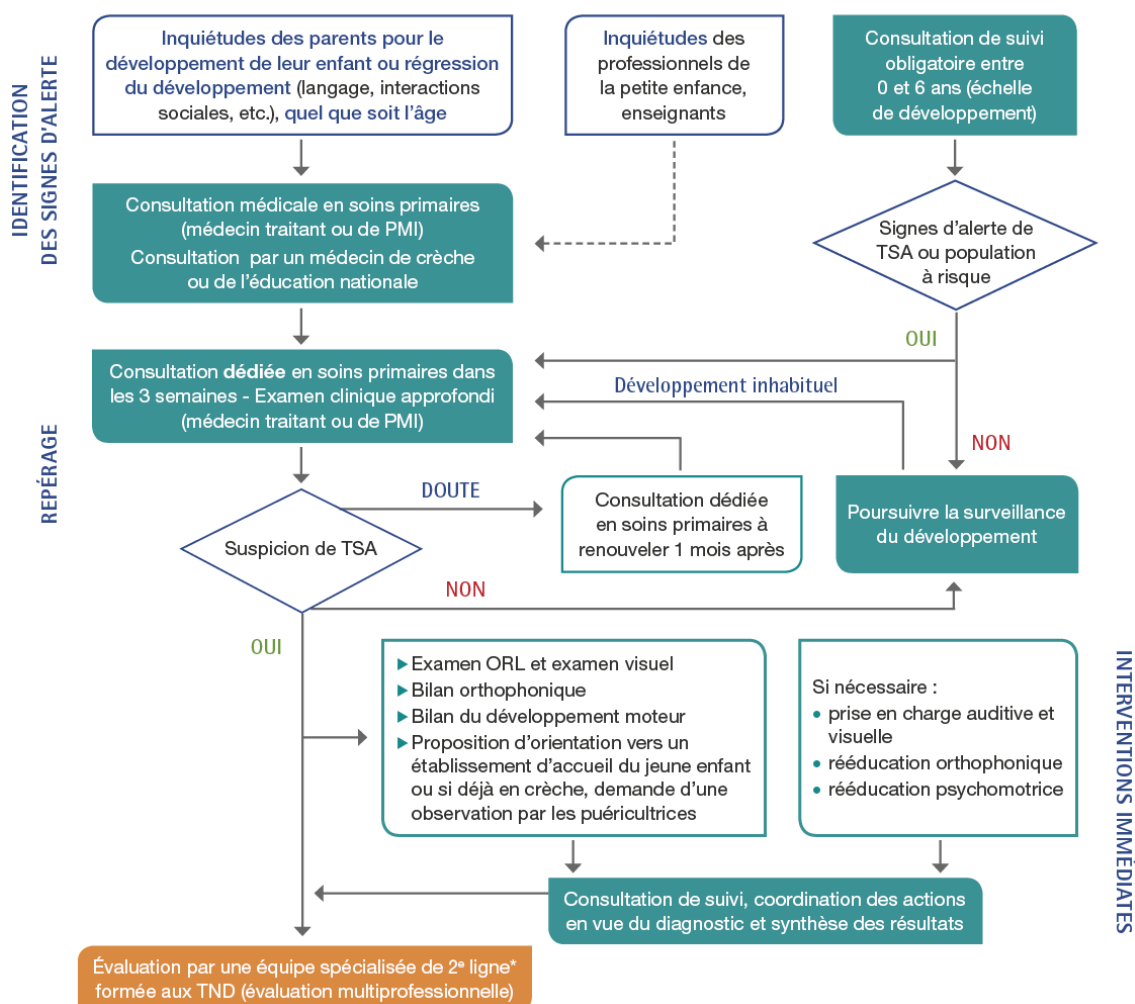 IDENTIFICATION
DES SIGNES D'ALERTE
Inquiétudes des parents pour le
développement de leur enfant ou régression
du développement (langage, interactions
sociales, etc.), quel que soit l'âge
Inquiétudes des
professionnels de
la petite enfance,
enseignants
Consultation de suivi
obligatoire entre
0 et 6 ans (échelle
de développement)
Consultation médicale en soins primaires
(médecin traitant ou de PMI)
Consultation par un médecin de crèche
ou de l'éducation nationale
Signes d'alerte de
TSA ou population
à risque
OUI
NON
REPÉRAGE
Consultation dédiée en soins primaires dans
les 3 semaines - Examen clinique approfondi
(médecin traitant ou de PMI)
Développement inhabituel
DOUTE
Suspicion de TSA
Consultation dédiée
en soins primaires à
renouveler 1 mois après
Poursuivre la surveillance
du développement
NON
OUI
INTERVENTIONS IMMÉDIATES
▶ Examen ORL et examen visuel
▶ Bilan orthophonique
▶ Bilan du développement moteur
▶ Proposition d'orientation vers un
établissement d'accueil du jeune enfant
ou si déjà en crèche, demande d'une
observation par les puéricultrices
Si nécessaire :
• prise en charge auditive et
visuelle
• rééducation orthophonique
• rééducation psychomotrice
Consultation de suivi, coordination des actions
en vue du diagnostic et synthèse des résultats
Évaluation par une équipe spécialisée de 2e ligne*
formée aux TND (évaluation multiprofessionnelle)